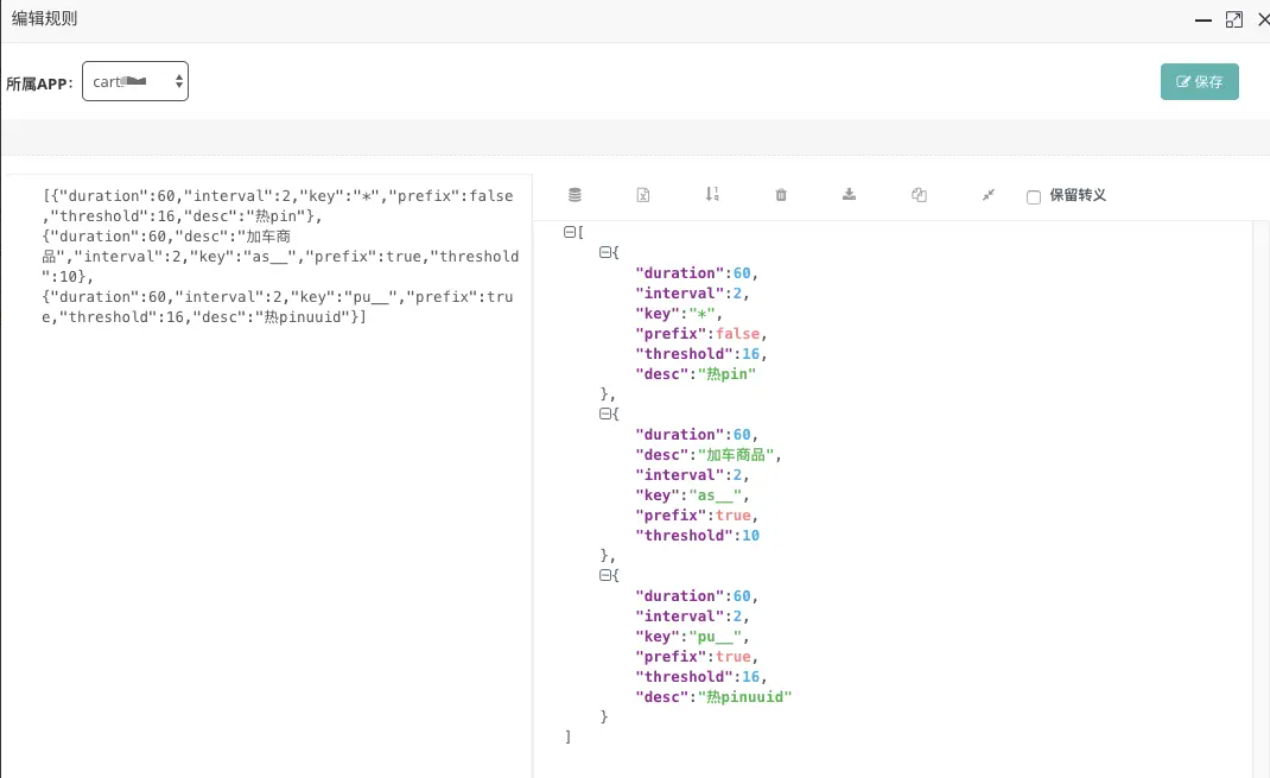 编辑规则
所属APP:
cart
保存
[{"duration":60,"interval":2,"key":"*","prefix":false
,"threshold":16,"desc":"热pin"},
{"duration":60,"desc":"加车商
品","interval":2,"key":"as__","prefix":true,"threshold
":10},
{"duration":60,"interval":2,"key":"pu__","prefix":tru
e,"threshold":16,"desc":"热pinuuid"}]
保留转义
[
{
"duration":60,
"interval":2,
"key":"*",
"prefix":false,
"threshold":16,
"desc":"热pin"
},
{
"duration":60,
"desc":"加车商品",
"interval":2,
"key":"as__",
"prefix":true,
"threshold":10
},
{
"duration":60,
"interval":2,
"key":"pu__",
"prefix":true,
"threshold":16,
"desc":"热pinuuid"
}
]